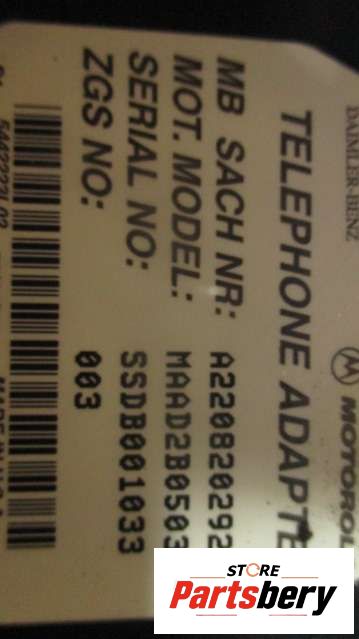 DAIMLER-BENZ
MOTOROL
TELEPHONE ADAPTE
MB SACH NR: A220820292
MOT. MODEL: MAAD2B0503
SERIAL NO: SSDB001033
ZGS NO: 003
STORE
Partsbery